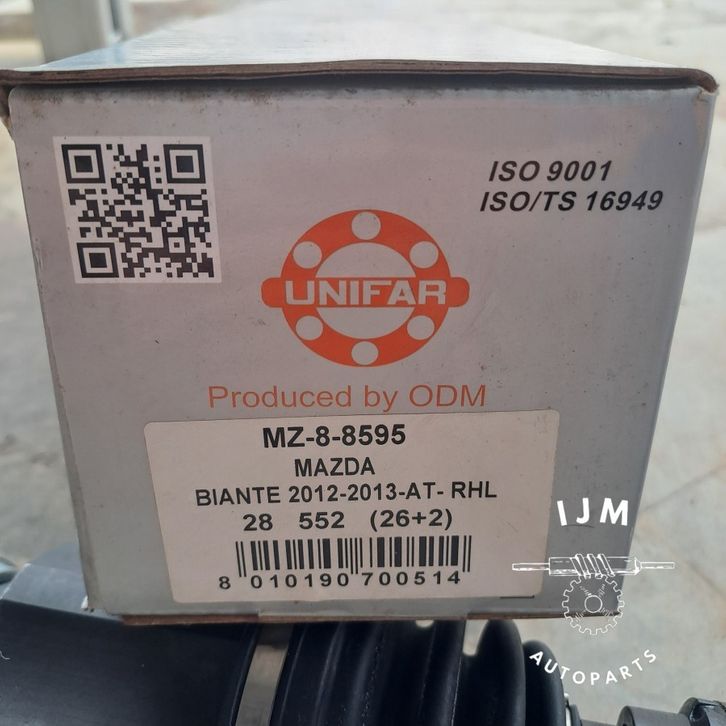 ISO 9001
ISO/TS 16949
UNIFAR
Produced by ODM
MZ-8-8595
MAZDA
BIANTE 2012-2013-AT- RHL
28 552 (26+2)
8 010190 700514
IJM
AUTOPARTS